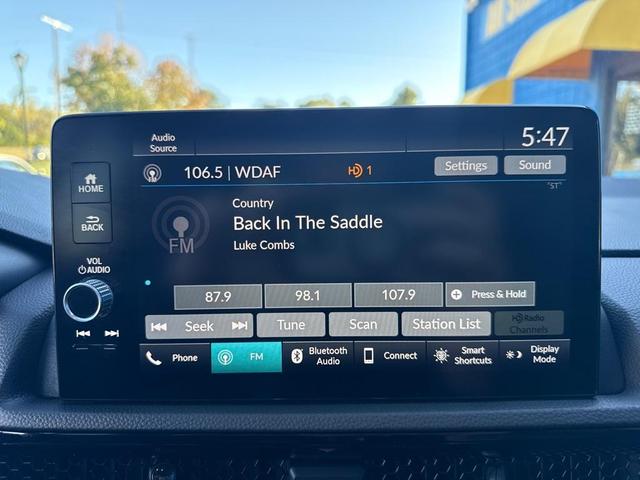 Audio
Source
5:47
106.5 | WDAF
HD 1
Settings
Sound
"ST"
HOME
BACK
VOL
AUDIO
FM
Country
Back In The Saddle
Luke Combs
87.9
98.1
107.9
+ Press & Hold
Seek
Tune
Scan
Station List
HD Radio
Channels
Phone
FM
Bluetooth
Audio
Connect
Smart
Shortcuts
Display
Mode